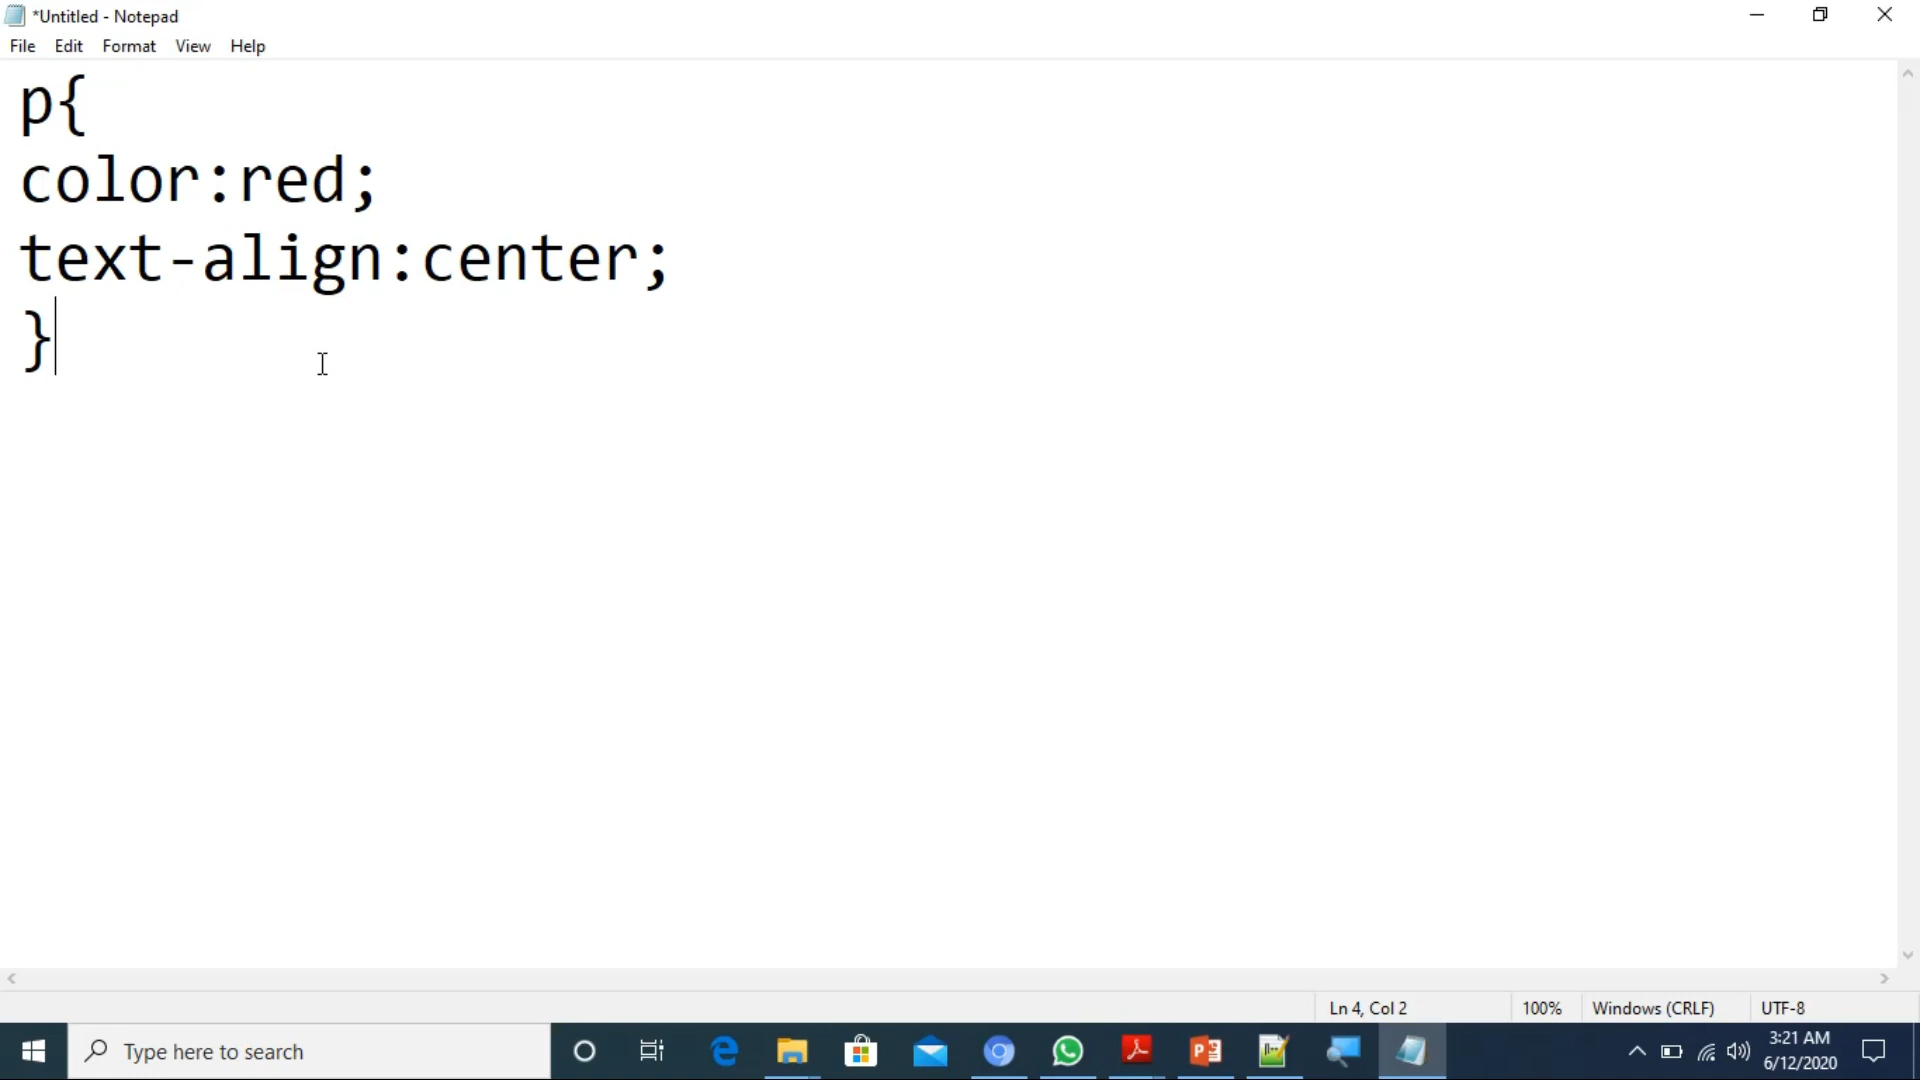 *Untitled - Notepad
File Edit Format View Help
p{
color:red;
text-align:center;
}
Ln 4, Col 2 100% Windows (CRLF) UTF-8
Type here to search
3:21 AM
6/12/2020